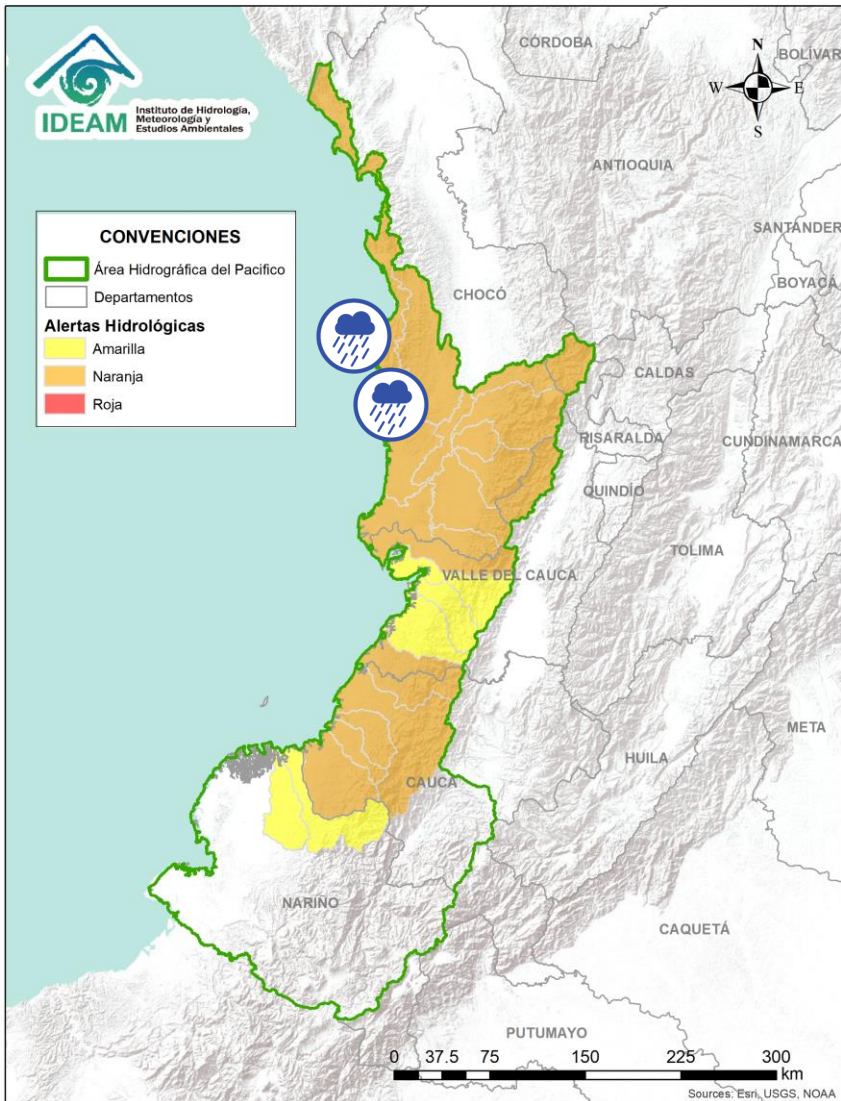 IDEAM
Instituto de Hidrología,
Meteorología y
Estudios Ambientales
CÓRDOBA
BOLÍVAR
N
W
E
S
ANTIOQUIA
SANTANDER
BOYACÁ
CONVENCIONES
Área Hidrográfica del Pacifico
Departamentos
Alertas Hidrológicas
Amarilla
Naranja
Roja
CHOCÓ
CALDAS
RISARALDA
CUNDINAMARCA
QUINDÍO
TOLIMA
VALLE DEL CAUCA
META
HUILA
CAUCA
NARIÑO
CAQUETÁ
PUTUMAYO
0 37.5 75 150 225 300
km
Sources: Esri, USGS, NOAA